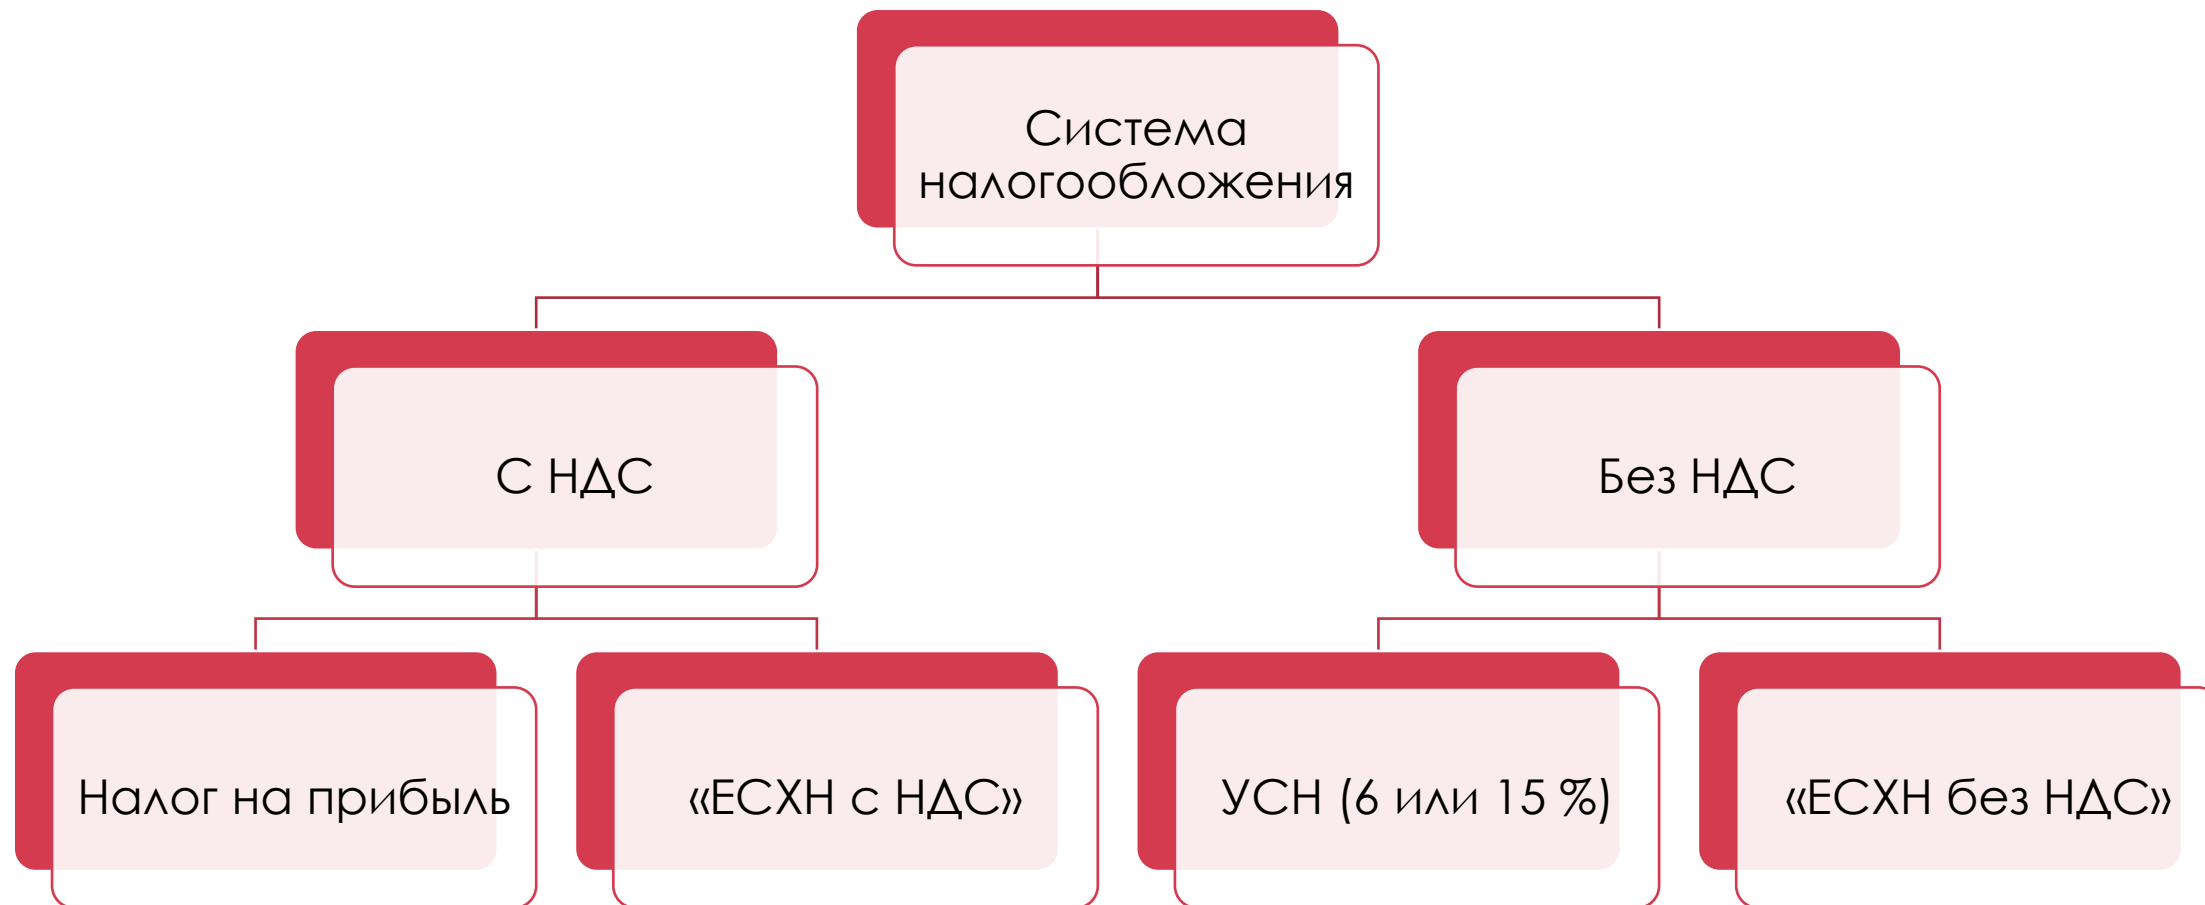 Система
налогообложения
С НДС
Без НДС
Налог на прибыль
«ЕСХН с НДС»
УСН (6 или 15 %)
«ЕСХН без НДС»